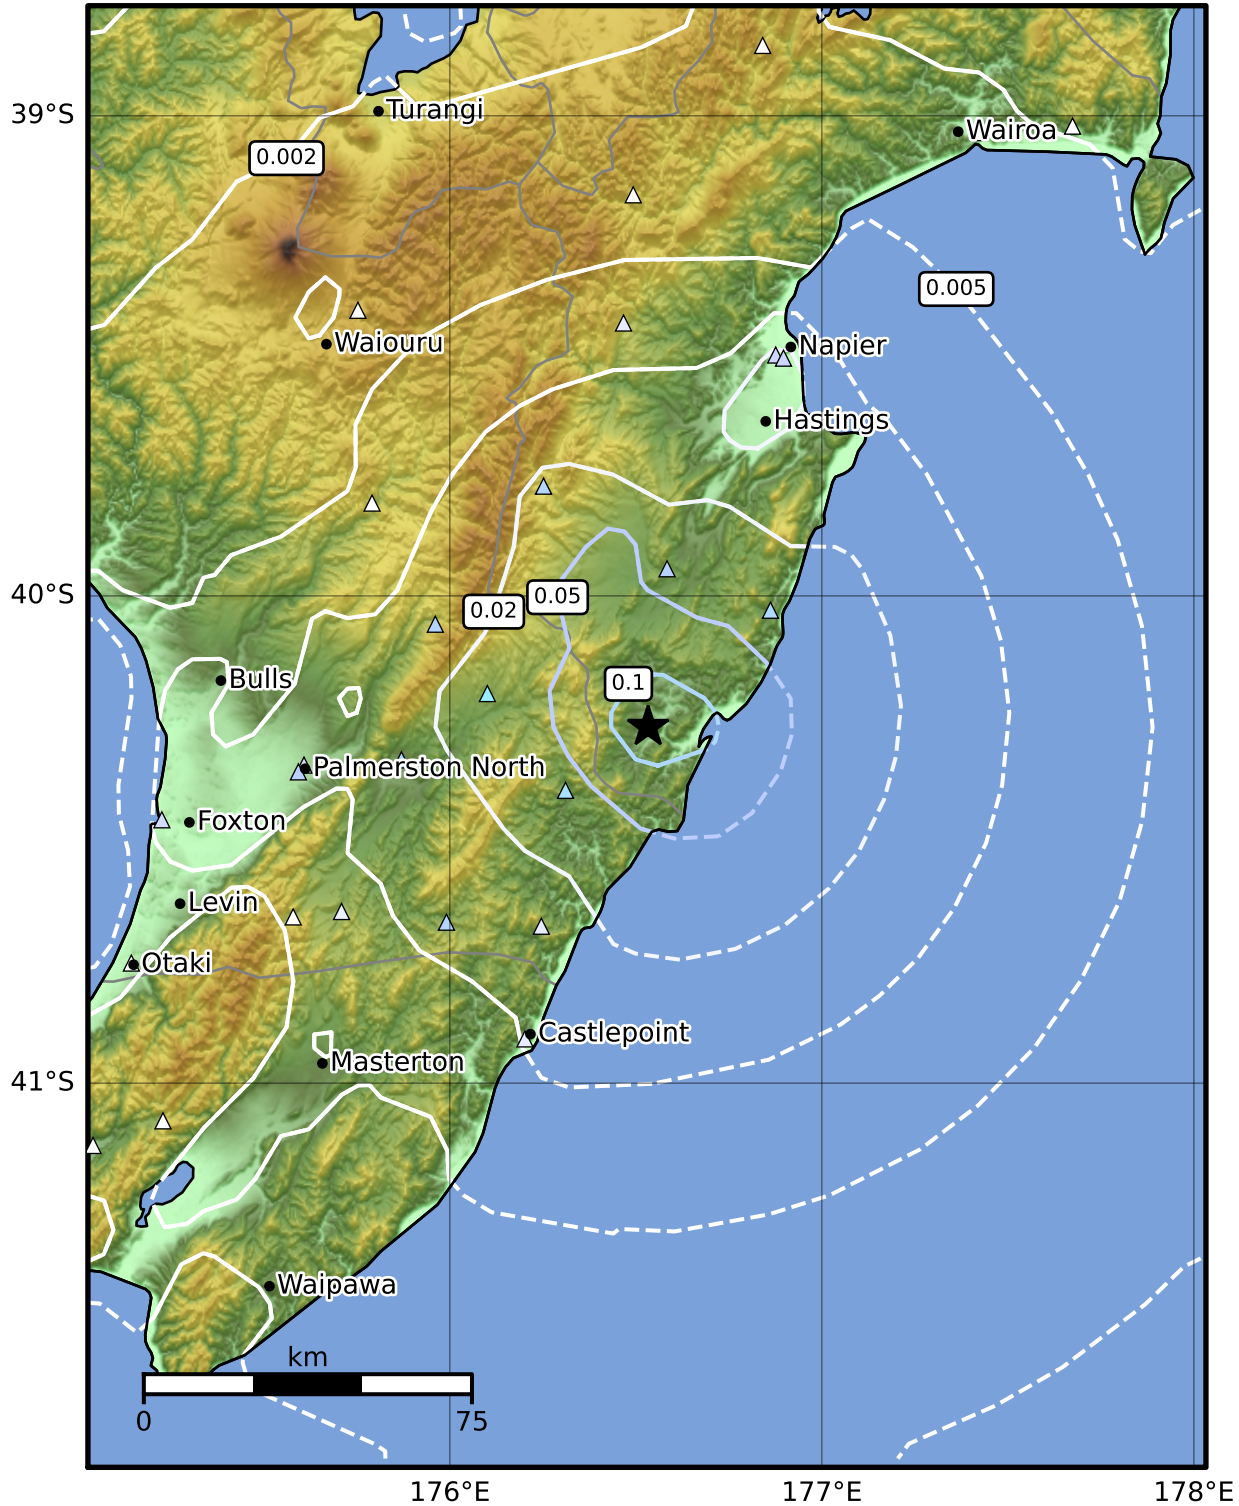 Turangi
39°S
Wairoa
0.002
0.005
Waiouru
Napier
Hastings
40°S
0.02
0.05
Bulls
0.1
Palmerston North
Foxton
Levin
Otaki
Castlepoint
Masterton
41°S
Waipawa
km
0
75
176°E
177°E
178°E